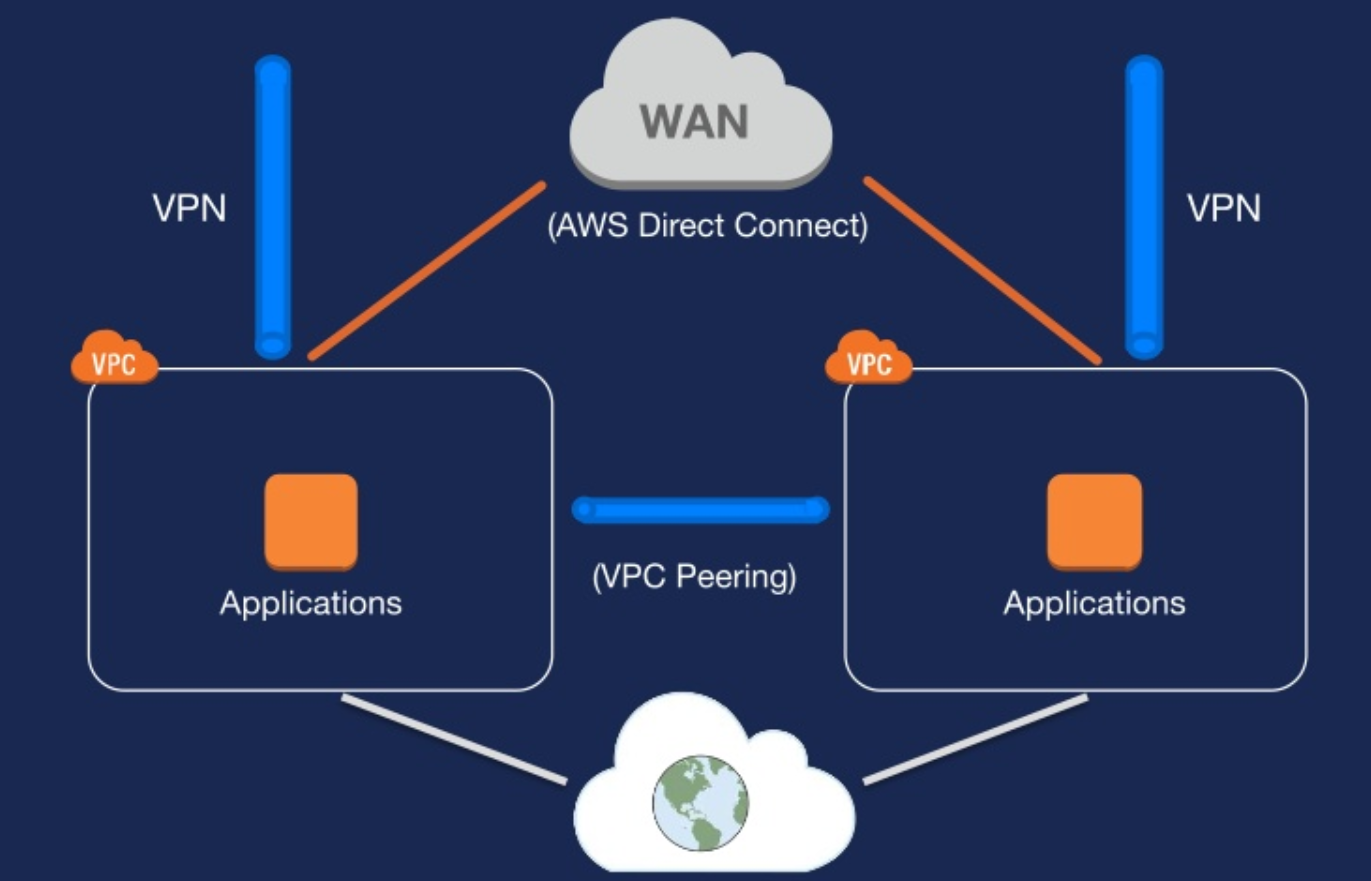 WAN
VPN
(AWS Direct Connect)
VPN
VPC
VPC
(VPC Peering)
Applications
Applications